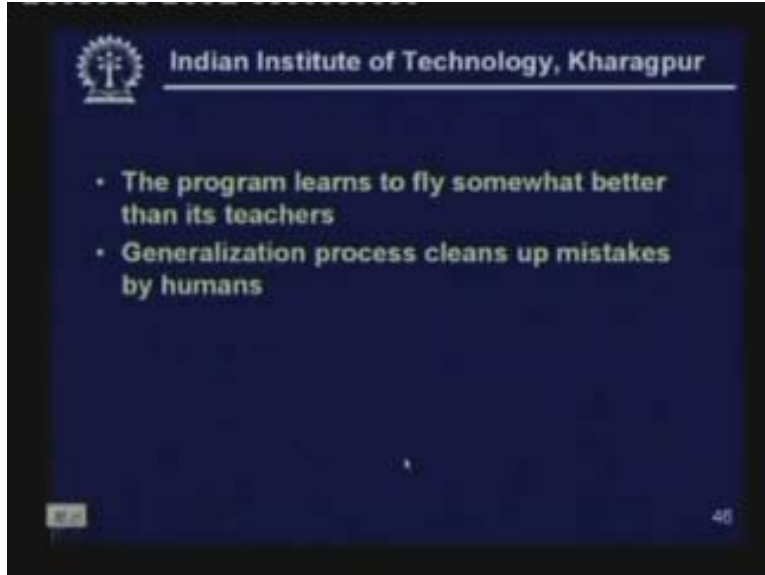 Indian Institute of Technology, Kharagpur
• The program learns to fly somewhat better
than its teachers
• Generalization process cleans up mistakes
by humans
46